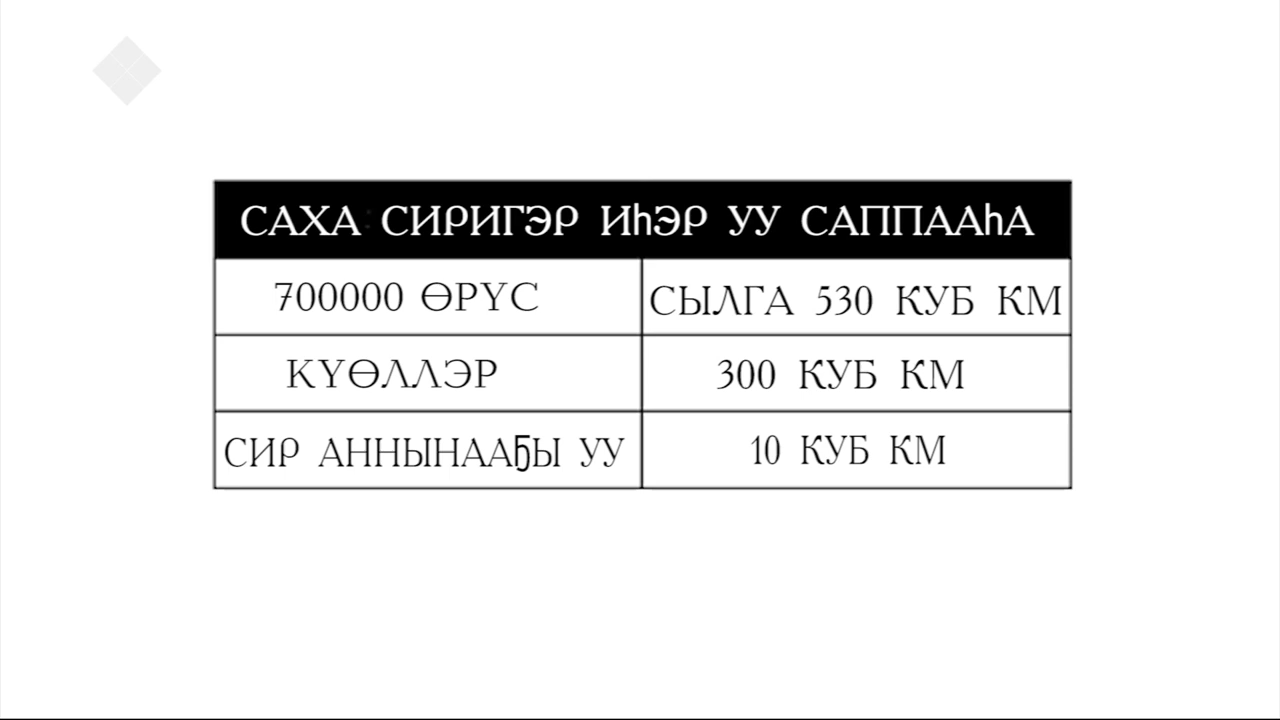 САХА СИРИГЭР ИҺЭР УУ САППААҺА
700000 ӨРҮС СЫЛГА 530 КУБ КМ
КҮӨЛЛЭР 300 КУБ КМ
СИР АННЫНААҔЫ УУ 10 КУБ КМ